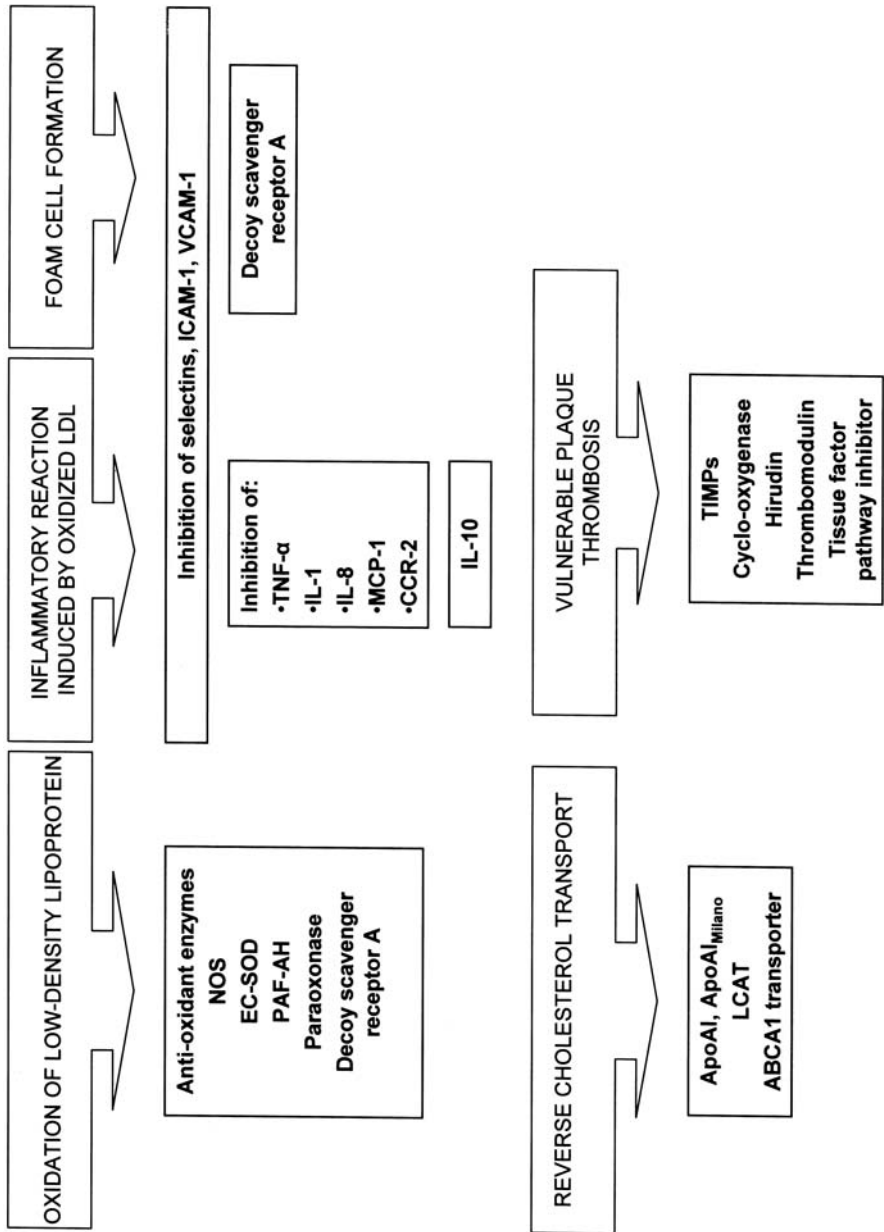 OXIDATION OF LOW-DENSITY LIPOPROTEIN
Anti-oxidant enzymes
NOS
EC-SOD
PAF-AH
Paraoxonase
Decoy scavenger
receptor A
INFLAMMATORY REACTION
INDUCED BY OXIDIZED LDL
FOAM CELL FORMATION
Inhibition of selectins, ICAM-1, VCAM-1
Inhibition of:
•TNF-α
•IL-1
•IL-8
•MCP-1
•CCR-2
IL-10
Decoy scavenger
receptor A
REVERSE CHOLESTEROL TRANSPORT
ApoAI, ApoAIMilano
LCAT
ABCA1 transporter
VULNERABLE PLAQUE
THROMBOSIS
TIMPs
Cyclo-oxygenase
Hirudin
Thrombomodulin
Tissue factor
pathway inhibitor